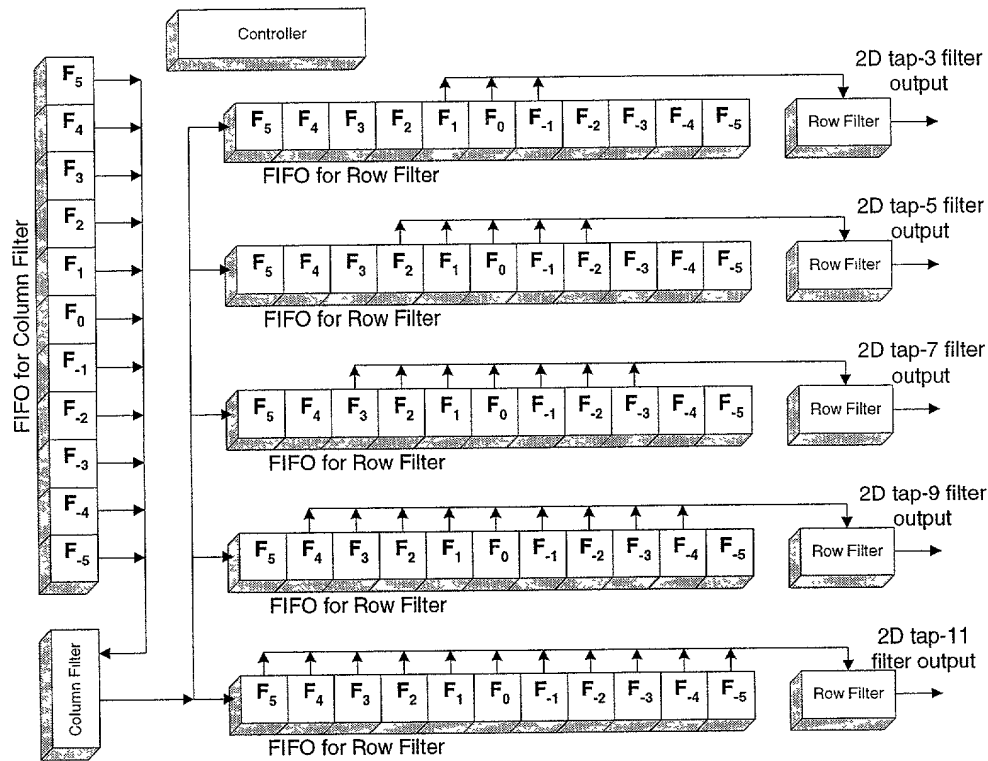 Controller
FIFO for Column Filter
F5
F4
F3
F2
F1
F0
F-1
F-2
F-3
F-4
F-5
Column Filter
F5 F4 F3 F2 F1 F0 F-1 F-2 F-3 F-4 F-5
FIFO for Row Filter
2D tap-3 filter
output
Row Filter
F5 F4 F3 F2 F1 F0 F-1 F-2 F-3 F-4 F-5
FIFO for Row Filter
2D tap-5 filter
output
Row Filter
F5 F4 F3 F2 F1 F0 F-1 F-2 F-3 F-4 F-5
FIFO for Row Filter
2D tap-7 filter
output
Row Filter
F5 F4 F3 F2 F1 F0 F-1 F-2 F-3 F-4 F-5
FIFO for Row Filter
2D tap-9 filter
output
Row Filter
F5 F4 F3 F2 F1 F0 F-1 F-2 F-3 F-4 F-5
FIFO for Row Filter
2D tap-11
filter output
Row Filter